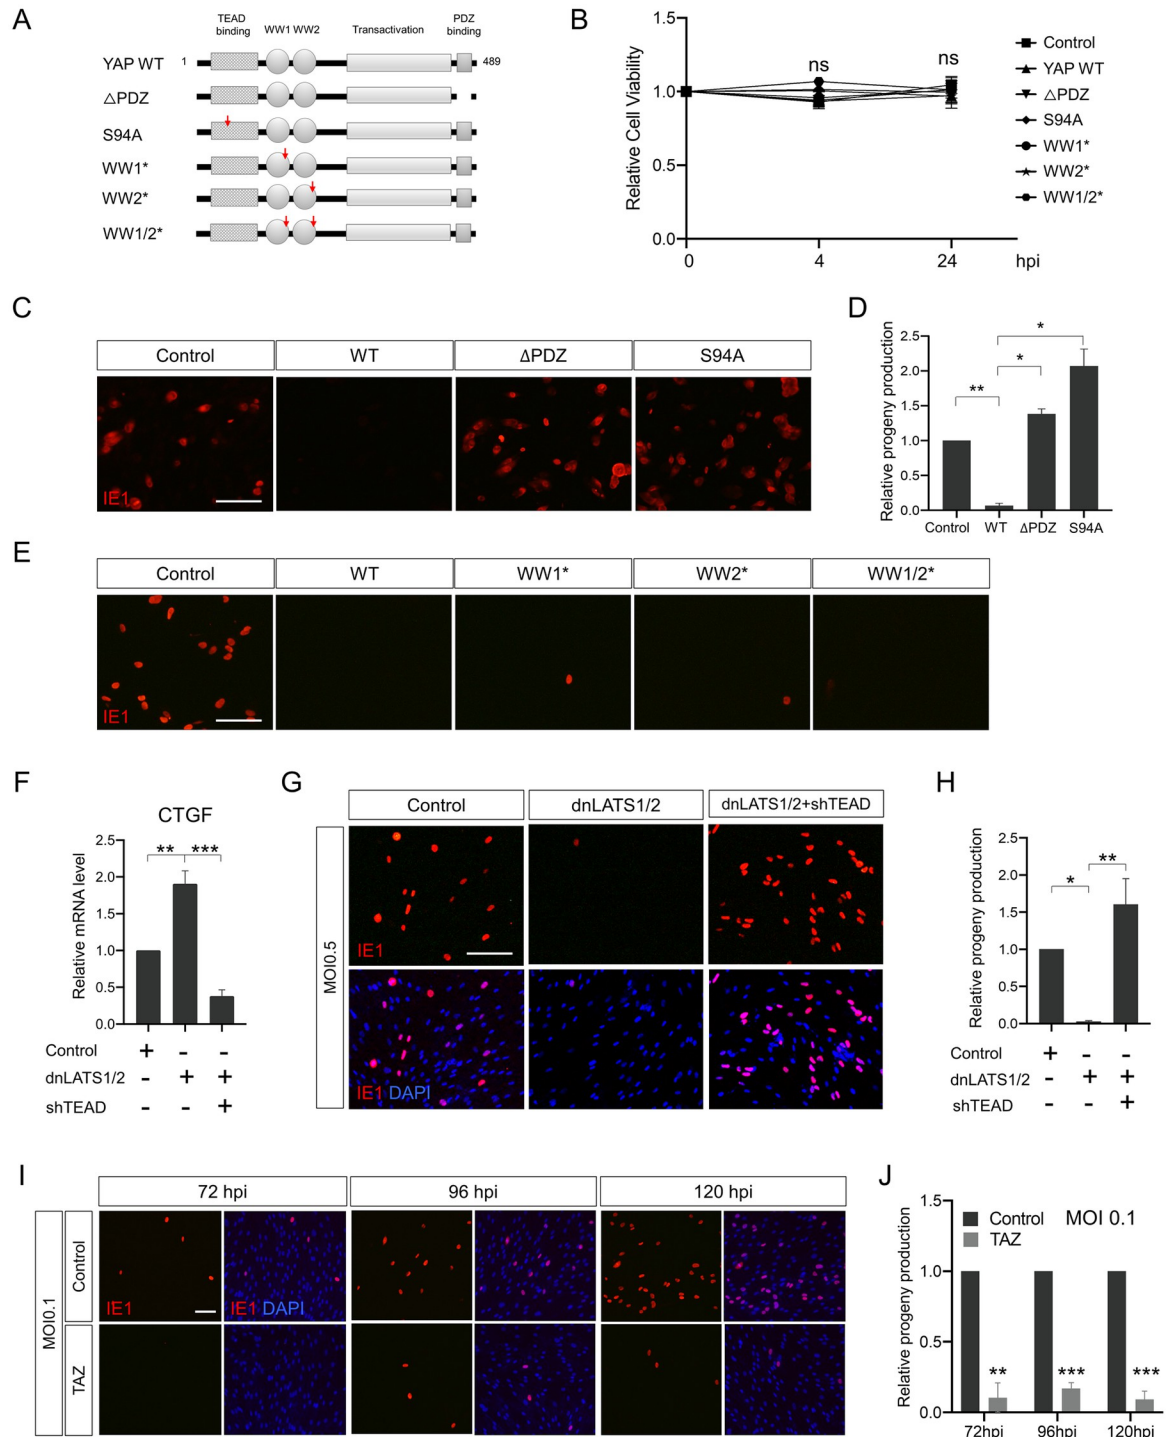 A
TEAD binding
WW1 WW2
Transactivation
PDZ binding
YAP WT
1
489
△PDZ
S94A
WW1*
WW2*
WW1/2*
B
Relative Cell Viability
1.5
1.0
0.5
0.0
ns
ns
0
4
24
hpi
Control
YAP WT
△PDZ
S94A
WW1*
WW2*
WW1/2*
C
Control
WT
ΔPDZ
S94A
IE1
D
Relative progeny production
2.5
2.0
1.5
1.0
0.5
0.0
**
*
*
Control
WT
ΔPDZ
S94A
E
Control
WT
WW1*
WW2*
WW1/2*
IE1
F
CTGF
Relative mRNA level
2.5
2.0
1.5
1.0
0.5
0.0
**
***
Control + - -
dnLATS1/2 - + +
shTEAD - - +
G
Control
dnLATS1/2
dnLATS1/2+shTEAD
MOI0.5
IE1
IE1 DAPI
H
Relative progeny production
2.5
2.0
1.5
1.0
0.5
0.0
*
**
Control + - -
dnLATS1/2 - + +
shTEAD - - +
I
72 hpi
96 hpi
120 hpi
MOI0.1
Control
TAZ
IE1
IE1 DAPI
J
Relative progeny production
1.5
1.0
0.5
0.0
Control
TAZ
MOI 0.1
**
***
***
72hpi
96hpi
120hpi